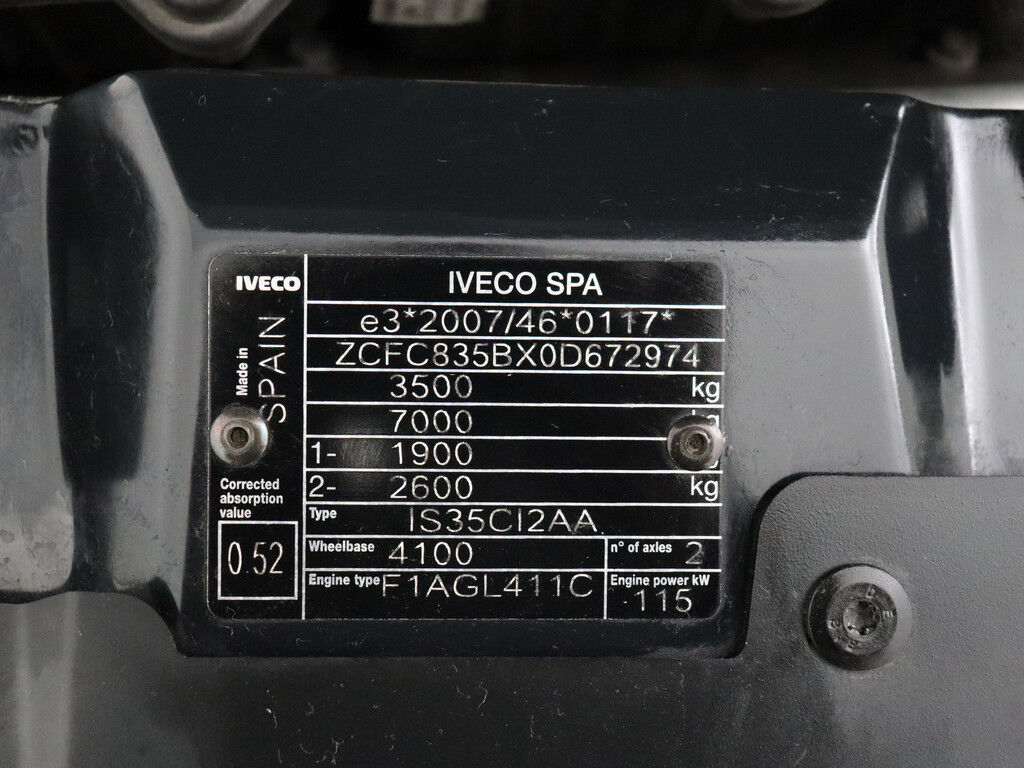 IVECO
Made in
SPAIN
Corrected
absorption
value
0.52
IVECO SPA
e3*2007/46*0117*
ZCFC835BX0D672974
3500 kg
7000 kg
1- 1900
2- 2600 kg
Type IS35CI2AA
Wheelbase 4100 n° of axles 2
Engine type F1AGL411C Engine power kW
115